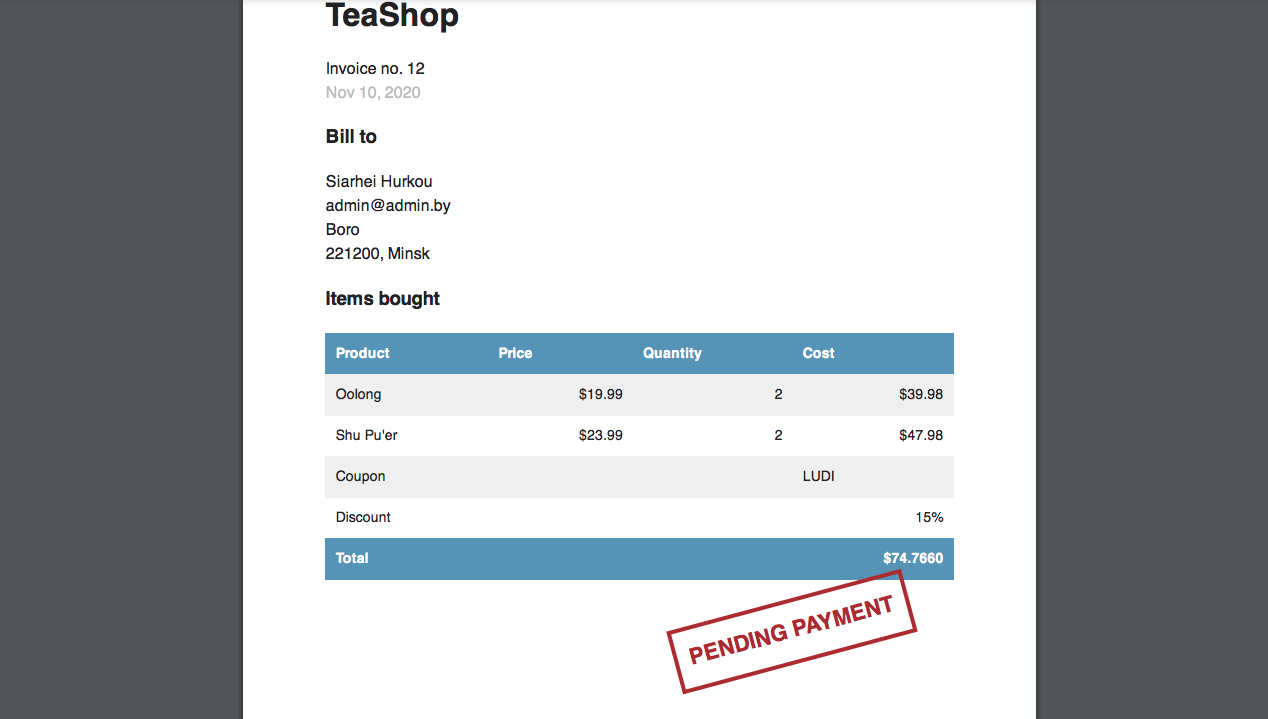 TeaShop
Invoice no. 12
Nov 10, 2020
Bill to
Siarhei Hurkou
admin@admin.by
Boro
221200, Minsk
Items bought
Product Price Quantity Cost
Oolong $19.99 2 $39.98
Shu Pu'er $23.99 2 $47.98
Coupon LUDI
Discount 15%
Total $74.7660
PENDING PAYMENT